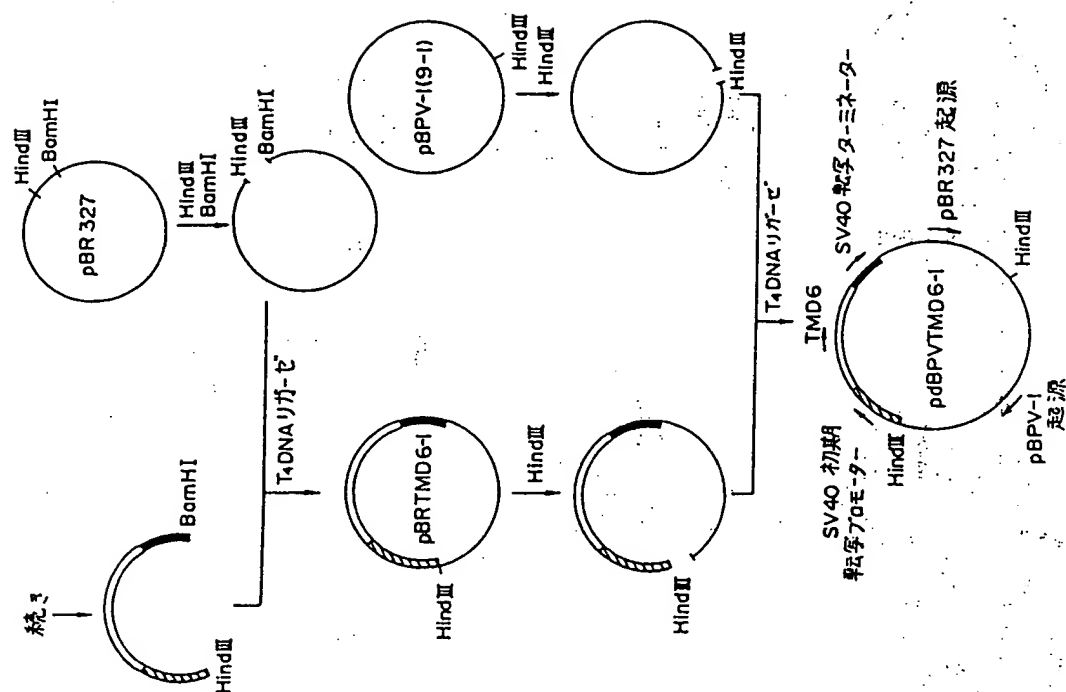 続き
HindⅢ
BamHI
HindⅢ
BamHI
pBR327
HindⅢ
BamHI
HindⅢ
BamHI
T₄DNAリガーゼ
pBRTMD6-1
HindⅢ
HindⅢ
HindⅢ
pBPV-1(9-1)
HindⅢ
HindⅢ
HindⅢ
T₄DNAリガーゼ
TMD6
SV40 初期
転写プロモーター
SV40 転写ターミネーター
HindⅢ
pBR327 起源
pdBPVTMD6-1
HindⅢ
pBPV-1
起源